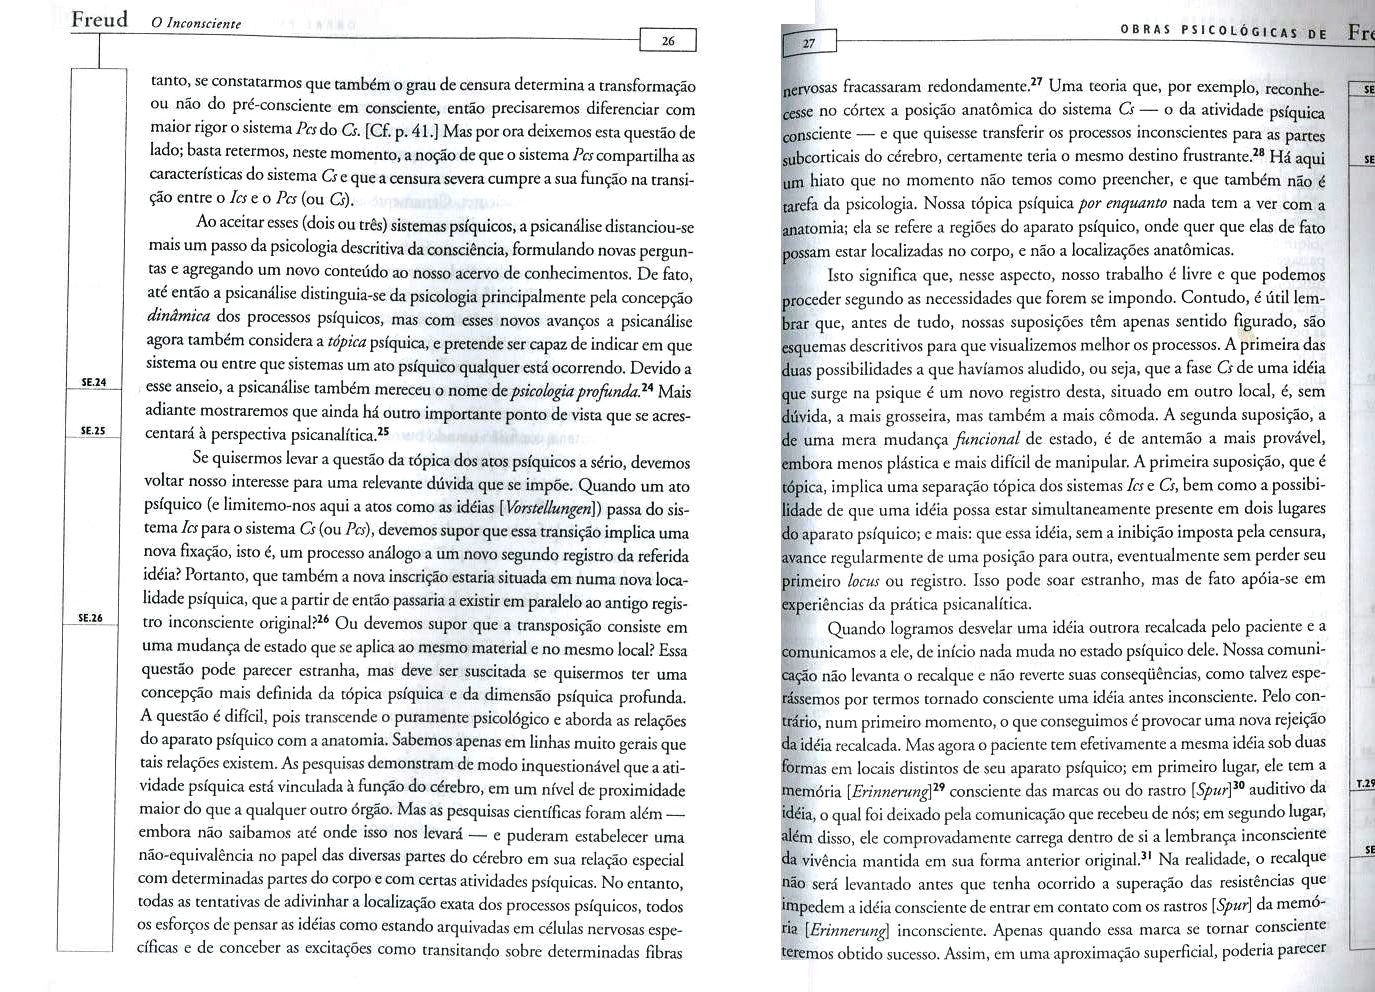 Freud O Inconsciente
26
tanto, se constatarmos que também o grau de censura determina a transformação
ou não do pré-consciente em consciente, então precisaremos diferenciar com
maior rigor o sistema Pcs do Cs. [Cf. p. 41.] Mas por ora deixemos esta questão de
lado; basta retermos, neste momento, a noção de que o sistema Pcs compartilha as
características do sistema Cs e que a censura severa cumpre a sua função na transi-
ção entre o Ics e o Pcs (ou Cs).
Ao aceitar esses (dois ou três) sistemas psíquicos, a psicanálise distanciou-se
mais um passo da psicologia descritiva da consciência, formulando novas pergun-
tas e agregando um novo conteúdo ao nosso acervo de conhecimentos. De fato,
até então a psicanálise distinguia-se da psicologia principalmente pela concepção
dinâmica dos processos psíquicos, mas com esses novos avanços a psicanálise
agora também considera a tópica psíquica, e pretende ser capaz de indicar em que
sistema ou entre que sistemas um ato psíquico qualquer está ocorrendo. Devido a
esse anseio, a psicanálise também mereceu o nome de psicologia profunda.24 Mais
adiante mostraremos que ainda há outro importante ponto de vista que se acres-
centará à perspectiva psicanalítica.25
Se quisermos levar a questão da tópica dos atos psíquicos a sério, devemos
voltar nosso interesse para uma relevante dúvida que se impõe. Quando um ato
psíquico (e limitemo-nos aqui a atos como as idéias [Vorstellungen]) passa do sis-
tema Ics para o sistema Cs (ou Pcs), devemos supor que essa transição implica uma
nova fixação, isto é, um processo análogo a um novo segundo registro da referida
idéia? Portanto, que também a nova inscrição estaria situada em numa nova loca-
lidade psíquica, que a partir de então passaria a existir em paralelo ao antigo regis-
tro inconsciente original?26 Ou devemos supor que a transposição consiste em
uma mudança de estado que se aplica ao mesmo material e no mesmo local? Essa
questão pode parecer estranha, mas deve ser suscitada se quisermos ter uma
concepção mais definida da tópica psíquica e da dimensão psíquica profunda.
A questão é difícil, pois transcende o puramente psicológico e aborda as relações
do aparato psíquico com a anatomia. Sabemos apenas em linhas muito gerais que
tais relações existem. As pesquisas demonstram de modo inquestionável que a ati-
vidade psíquica está vinculada à função do cérebro, em um nível de proximidade
maior do que a qualquer outro órgão. Mas as pesquisas científicas foram além —
embora não saibamos até onde isso nos levará — e puderam estabelecer uma
não-equivalência no papel das diversas partes do cérebro em sua relação especial
com determinadas partes do corpo e com certas atividades psíquicas. No entanto,
todas as tentativas de adivinhar a localização exata dos processos psíquicos, todos
os esforços de pensar as idéias como estando arquivadas em células nervosas espe-
cíficas e de conceber as excitações como transitando sobre determinadas fibras
SE.24
SE.25
SE.26
27
OBRAS PSICOLÓGICAS DE Fre
nervosas fracassaram redondamente.27 Uma teoria que, por exemplo, reconhe-
cesse no córtex a posição anatômica do sistema Cs — o da atividade psíquica
consciente — e que quisesse transferir os processos inconscientes para as partes
subcorticais do cérebro, certamente teria o mesmo destino frustrante.28 Há aqui
um hiato que no momento não temos como preencher, e que também não é
tarefa da psicologia. Nossa tópica psíquica por enquanto nada tem a ver com a
anatomia; ela se refere a regiões do aparato psíquico, onde quer que elas de fato
possam estar localizadas no corpo, e não a localizações anatômicas.
Isto significa que, nesse aspecto, nosso trabalho é livre e que podemos
proceder segundo as necessidades que forem se impondo. Contudo, é útil lem-
brar que, antes de tudo, nossas suposições têm apenas sentido figurado, são
esquemas descritivos para que visualizemos melhor os processos. A primeira das
duas possibilidades a que havíamos aludido, ou seja, que a fase Cs de uma idéia
que surge na psique é um novo registro desta, situado em outro local, é, sem
dúvida, a mais grosseira, mas também a mais cômoda. A segunda suposição, a
de uma mera mudança funcional de estado, é de antemão a mais provável,
embora menos plástica e mais difícil de manipular. A primeira suposição, que é
tópica, implica uma separação tópica dos sistemas Ics e Cs, bem como a possibi-
lidade de que uma idéia possa estar simultaneamente presente em dois lugares
do aparato psíquico; e mais: que essa idéia, sem a inibição imposta pela censura,
avance regularmente de uma posição para outra, eventualmente sem perder seu
primeiro locus ou registro. Isso pode soar estranho, mas de fato apóia-se em
experiências da prática psicanalítica.
Quando logramos desvelar uma idéia outrora recalcada pelo paciente e a
comunicamos a ele, de início nada muda no estado psíquico dele. Nossa comuni-
cação não levanta o recalque e não reverte suas conseqüências, como talvez espe-
rássemos por termos tornado consciente uma idéia antes inconsciente. Pelo con-
trário, num primeiro momento, o que conseguimos é provocar uma nova rejeição
da idéia recalcada. Mas agora o paciente tem efetivamente a mesma idéia sob duas
formas em locais distintos de seu aparato psíquico; em primeiro lugar, ele tem a
memória [Erinnerung]29 consciente das marcas ou do rastro [Spur]30 auditivo da
idéia, o qual foi deixado pela comunicação que recebeu de nós; em segundo lugar,
além disso, ele comprovadamente carrega dentro de si a lembrança inconsciente
da vivência mantida em sua forma anterior original.31 Na realidade, o recalque
não será levantado antes que tenha ocorrido a superação das resistências que
impedem a idéia consciente de entrar em contato com os rastros [Spur] da memó-
ria [Erinnerung] inconsciente. Apenas quando essa marca se tornar consciente
teremos obtido sucesso. Assim, em uma aproximação superficial, poderia parecer
SE
SE
T.29
SE